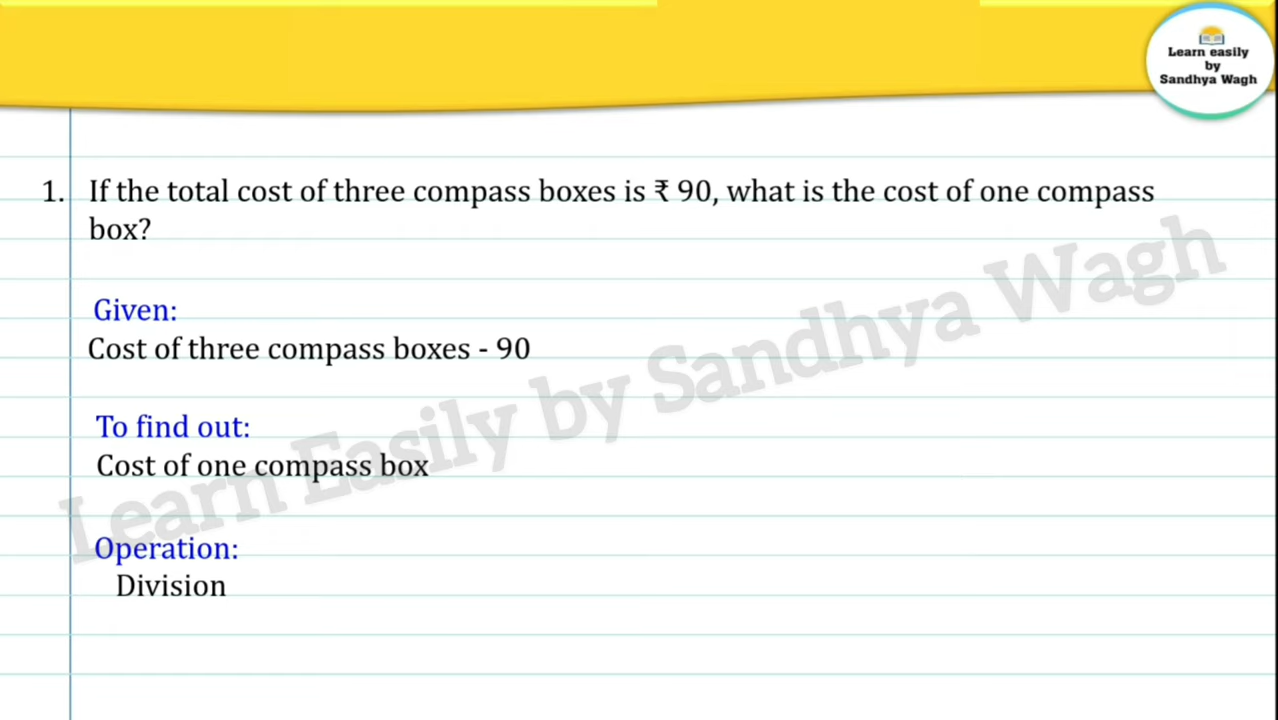 Learn easily
by
Sandhya Wagh
1. If the total cost of three compass boxes is ₹ 90, what is the cost of one compass
box?
Given:
Cost of three compass boxes - 90
To find out:
Cost of one compass box
Operation:
Division
Learn Easily by Sandhya Wagh